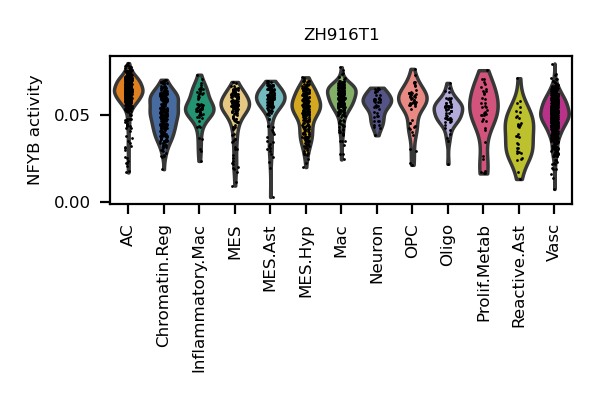 ZH916T1
NFYB activity
0.05
0.00
AC
Chromatin.Reg
Inflammatory.Mac
MES
MES.Ast
MES.Hyp
Mac
Neuron
OPC
Oligo
Prolif.Metab
Reactive.Ast
Vasc